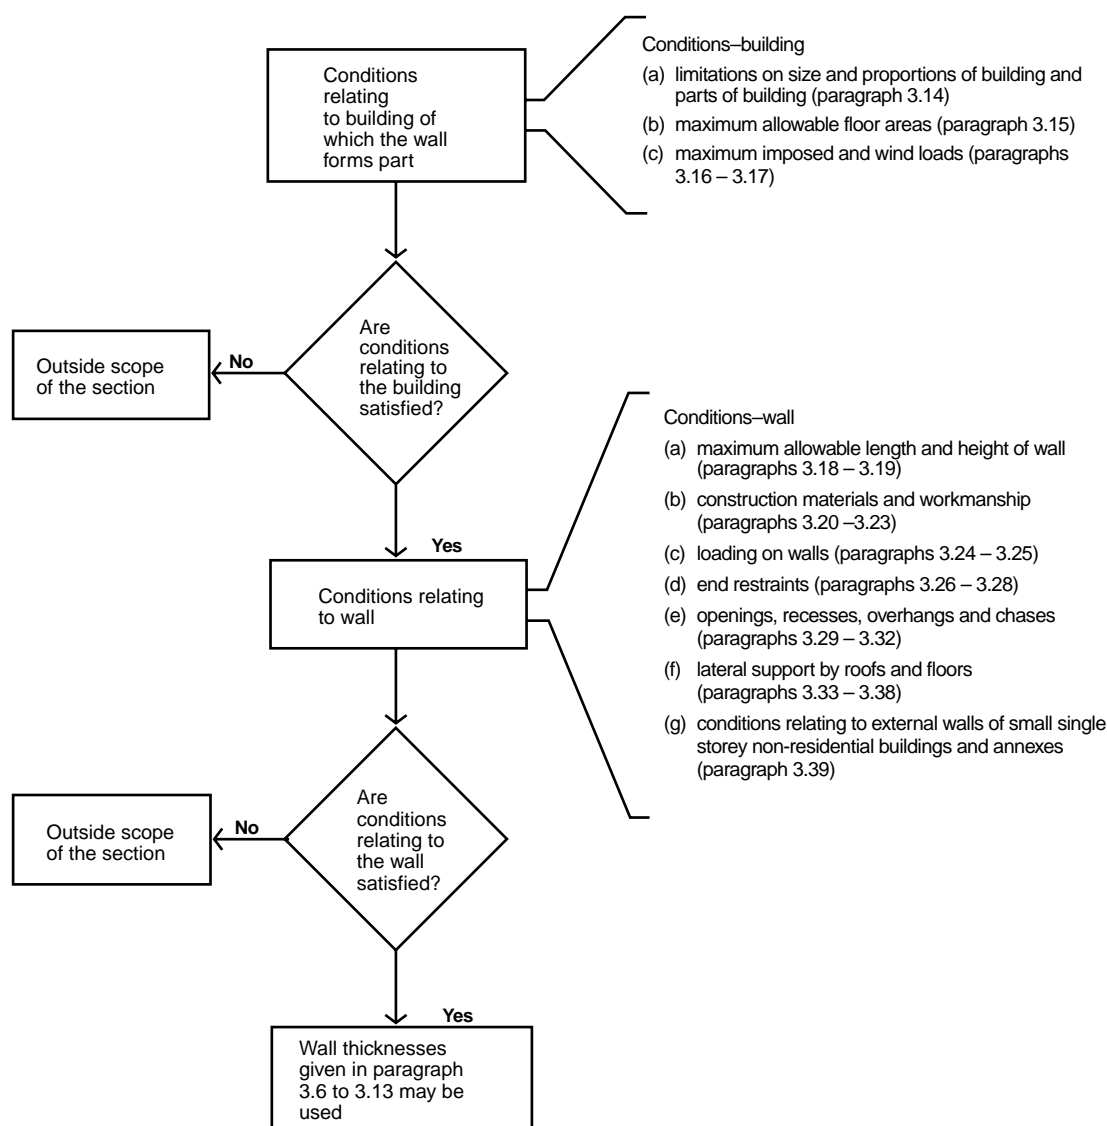 Conditions
relating
to building of
which the wall
forms part
Conditions–building
(a) limitations on size and proportions of building and
parts of building (paragraph 3.14)
(b) maximum allowable floor areas (paragraph 3.15)
(c) maximum imposed and wind loads (paragraphs
3.16 – 3.17)
Are
conditions
relating to
the building
satisfied?
No
Outside scope
of the section
Yes
Conditions relating
to wall
Conditions–wall
(a) maximum allowable length and height of wall
(paragraphs 3.18 – 3.19)
(b) construction materials and workmanship
(paragraphs 3.20 –3.23)
(c) loading on walls (paragraphs 3.24 – 3.25)
(d) end restraints (paragraphs 3.26 – 3.28)
(e) openings, recesses, overhangs and chases
(paragraphs 3.29 – 3.32)
(f) lateral support by roofs and floors
(paragraphs 3.33 – 3.38)
(g) conditions relating to external walls of small single
storey non-residential buildings and annexes
(paragraph 3.39)
Are
conditions
relating to
the wall
satisfied?
No
Outside scope
of the section
Yes
Wall thicknesses
given in paragraph
3.6 to 3.13 may be
used